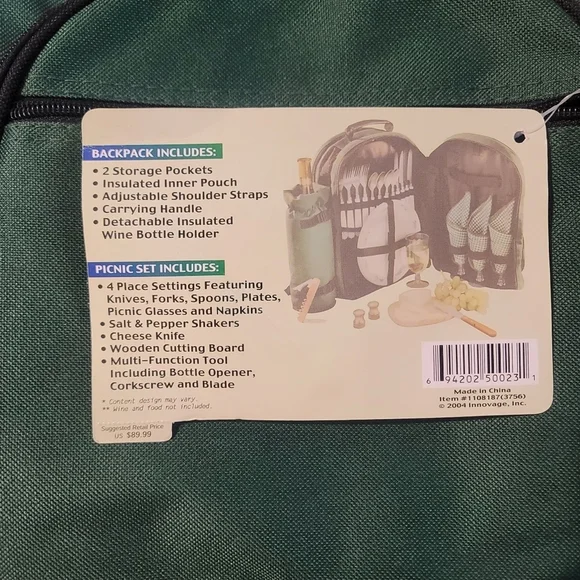 BACKPACK INCLUDES:
• 2 Storage Pockets
• Insulated Inner Pouch
• Adjustable Shoulder Straps
• Carrying Handle
• Detachable Insulated
Wine Bottle Holder
PICNIC SET INCLUDES:
• 4 Place Settings Featuring
Knives, Forks, Spoons, Plates,
Picnic Glasses and Napkins
• Salt & Pepper Shakers
• Cheese Knife
• Wooden Cutting Board
• Multi-Function Tool
Including Bottle Opener,
Corkscrew and Blade
* Content design may vary.
** Wine and food not included.
Suggested Retail Price
US $89.99
6 94202 50023 1
Made in China
Item #1108187(3756)
© 2004 Innovage, Inc.